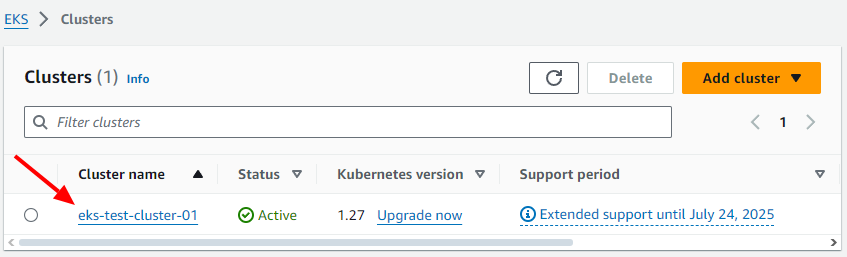 EKS > Clusters
Clusters (1) Info
Delete
Add cluster
Filter clusters
1
Cluster name Status Kubernetes version Support period
eks-test-cluster-01 Active 1.27 Upgrade now Extended support until July 24, 2025